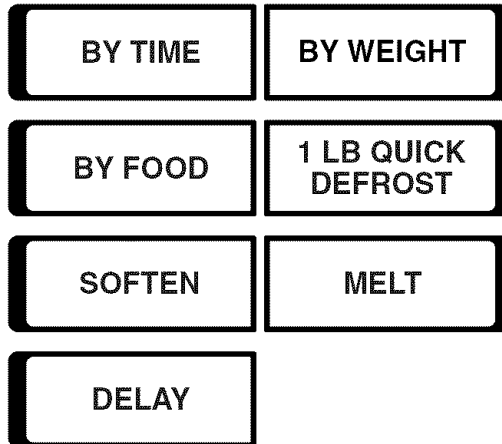 BY TIME
BY WEIGHT
BY FOOD
1 LB QUICK
DEFROST
SOFTEN
MELT
DELAY